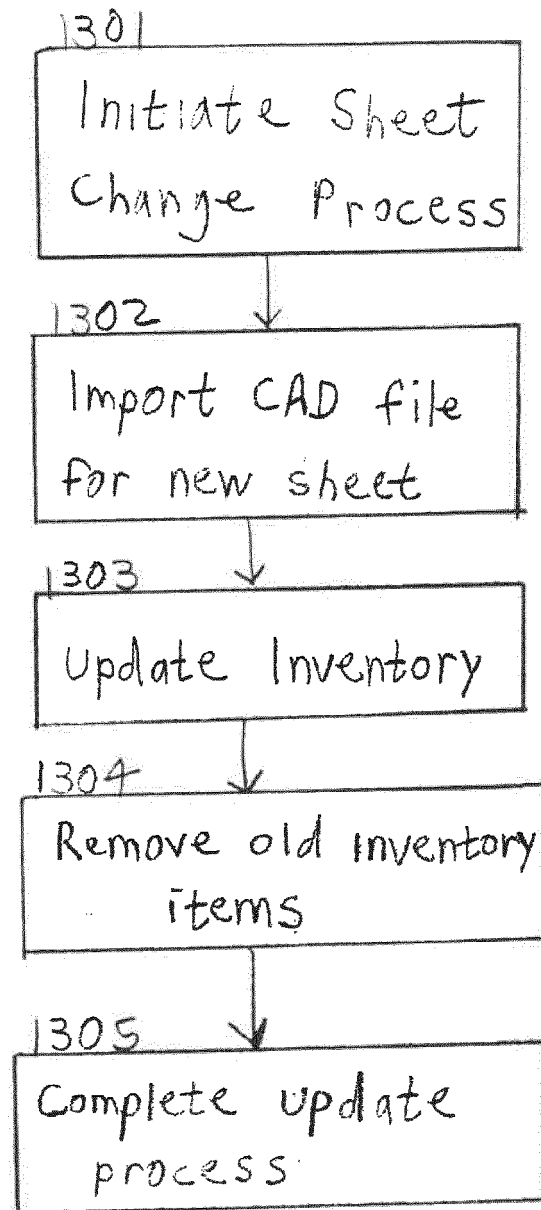 1301
Initiate Sheet
Change Process
1302
Import CAD file
for new sheet
1303
Update Inventory
1304
Remove old inventory
items
1305
Complete update
process